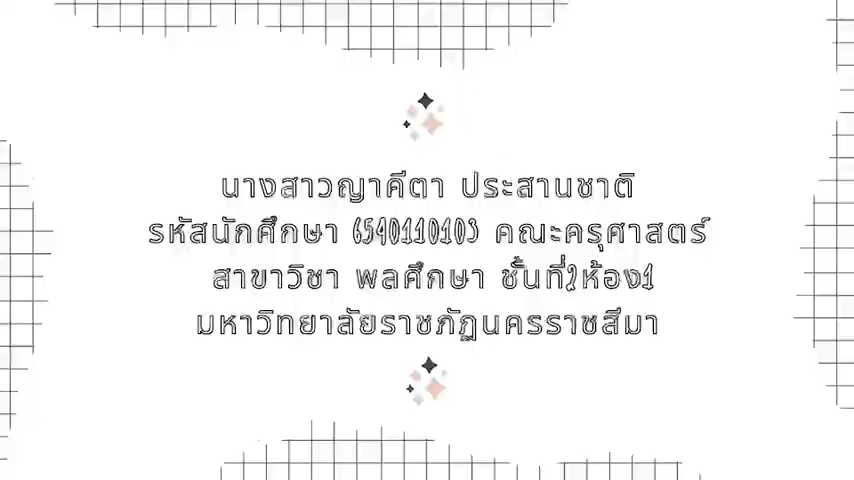 นางสาวญาคีตา ประสานชาติ
รหัสนักศึกษา 6540110103 คณะครุศาสตร์
สาขาวิชา พลศึกษา ชั้นที่2ห้อง1
มหาวิทยาลัยราชภัฏนครราชสีมา